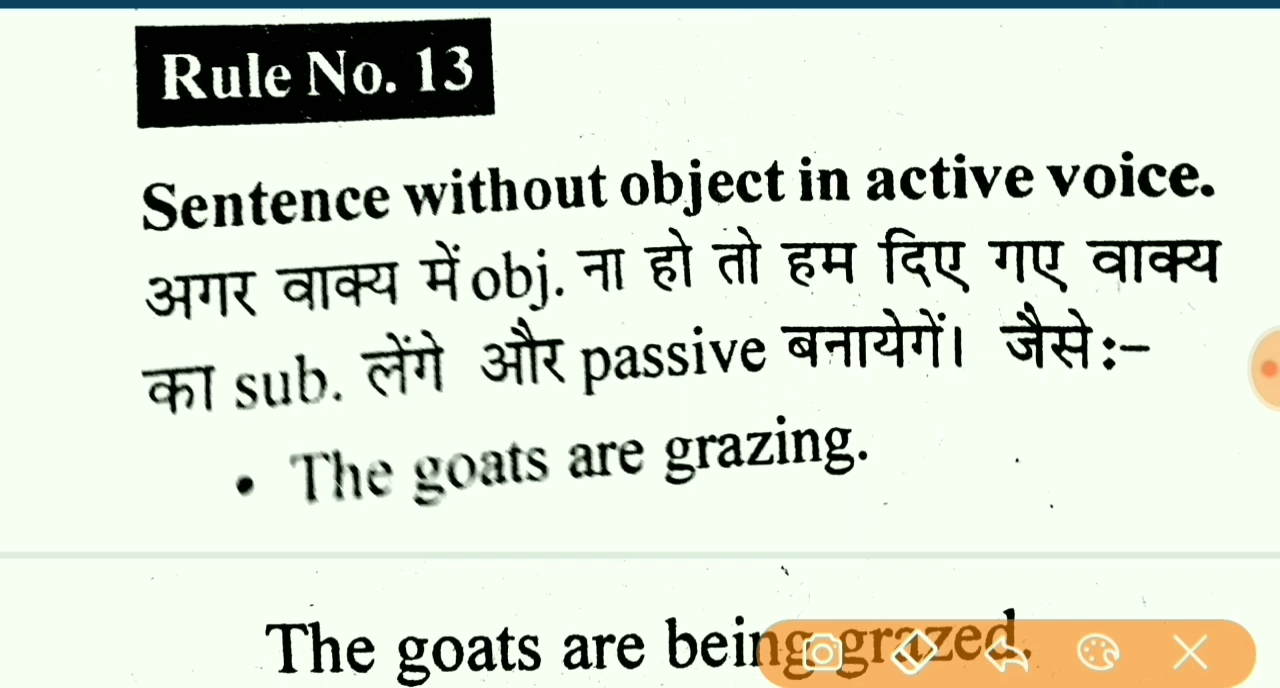 Rule No. 13
Sentence without object in active voice.
अगर वाक्य में obj. ना हो तो हम दिए गए वाक्य
का sub. लेंगे और passive बनायेगें। जैसे :–
• The goats are grazing.
The goats are being grazed.